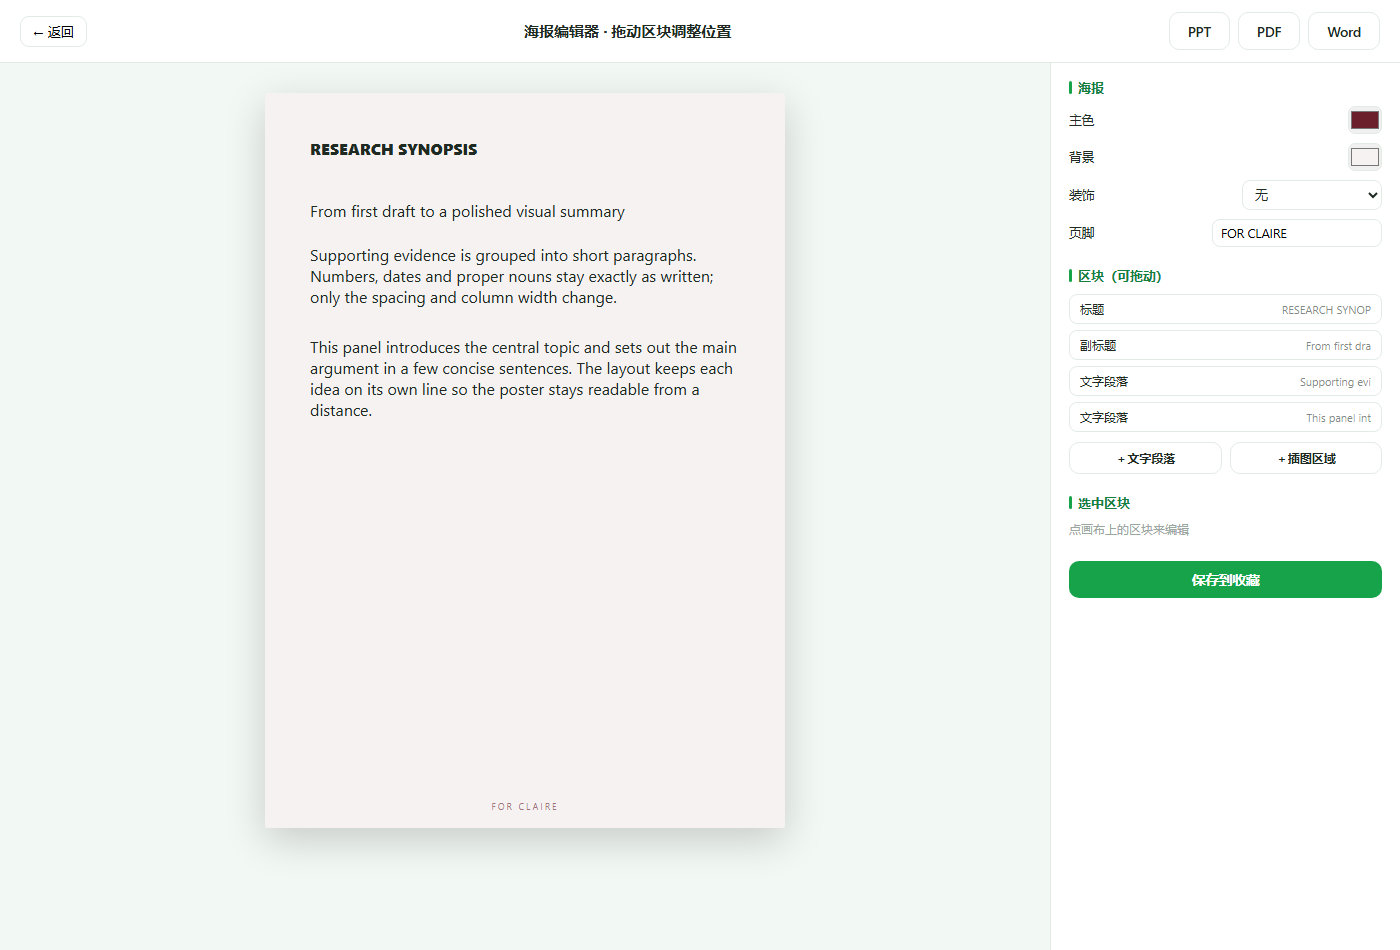 ← 返回
海报编辑器 · 拖动区块调整位置
PPT
PDF
Word
RESEARCH SYNOPSIS
From first draft to a polished visual summary
Supporting evidence is grouped into short paragraphs.
Numbers, dates and proper nouns stay exactly as written;
only the spacing and column width change.
This panel introduces the central topic and sets out the main
argument in a few concise sentences. The layout keeps each
idea on its own line so the poster stays readable from a
distance.
FOR CLAIRE
海报
主色
背景
装饰
无
页脚
FOR CLAIRE
区块（可拖动）
标题
RESEARCH SYNOP
副标题
From first dra
文字段落
Supporting evi
文字段落
This panel int
+ 文字段落
+ 插图区域
选中区块
点画布上的区块来编辑
保存到收藏